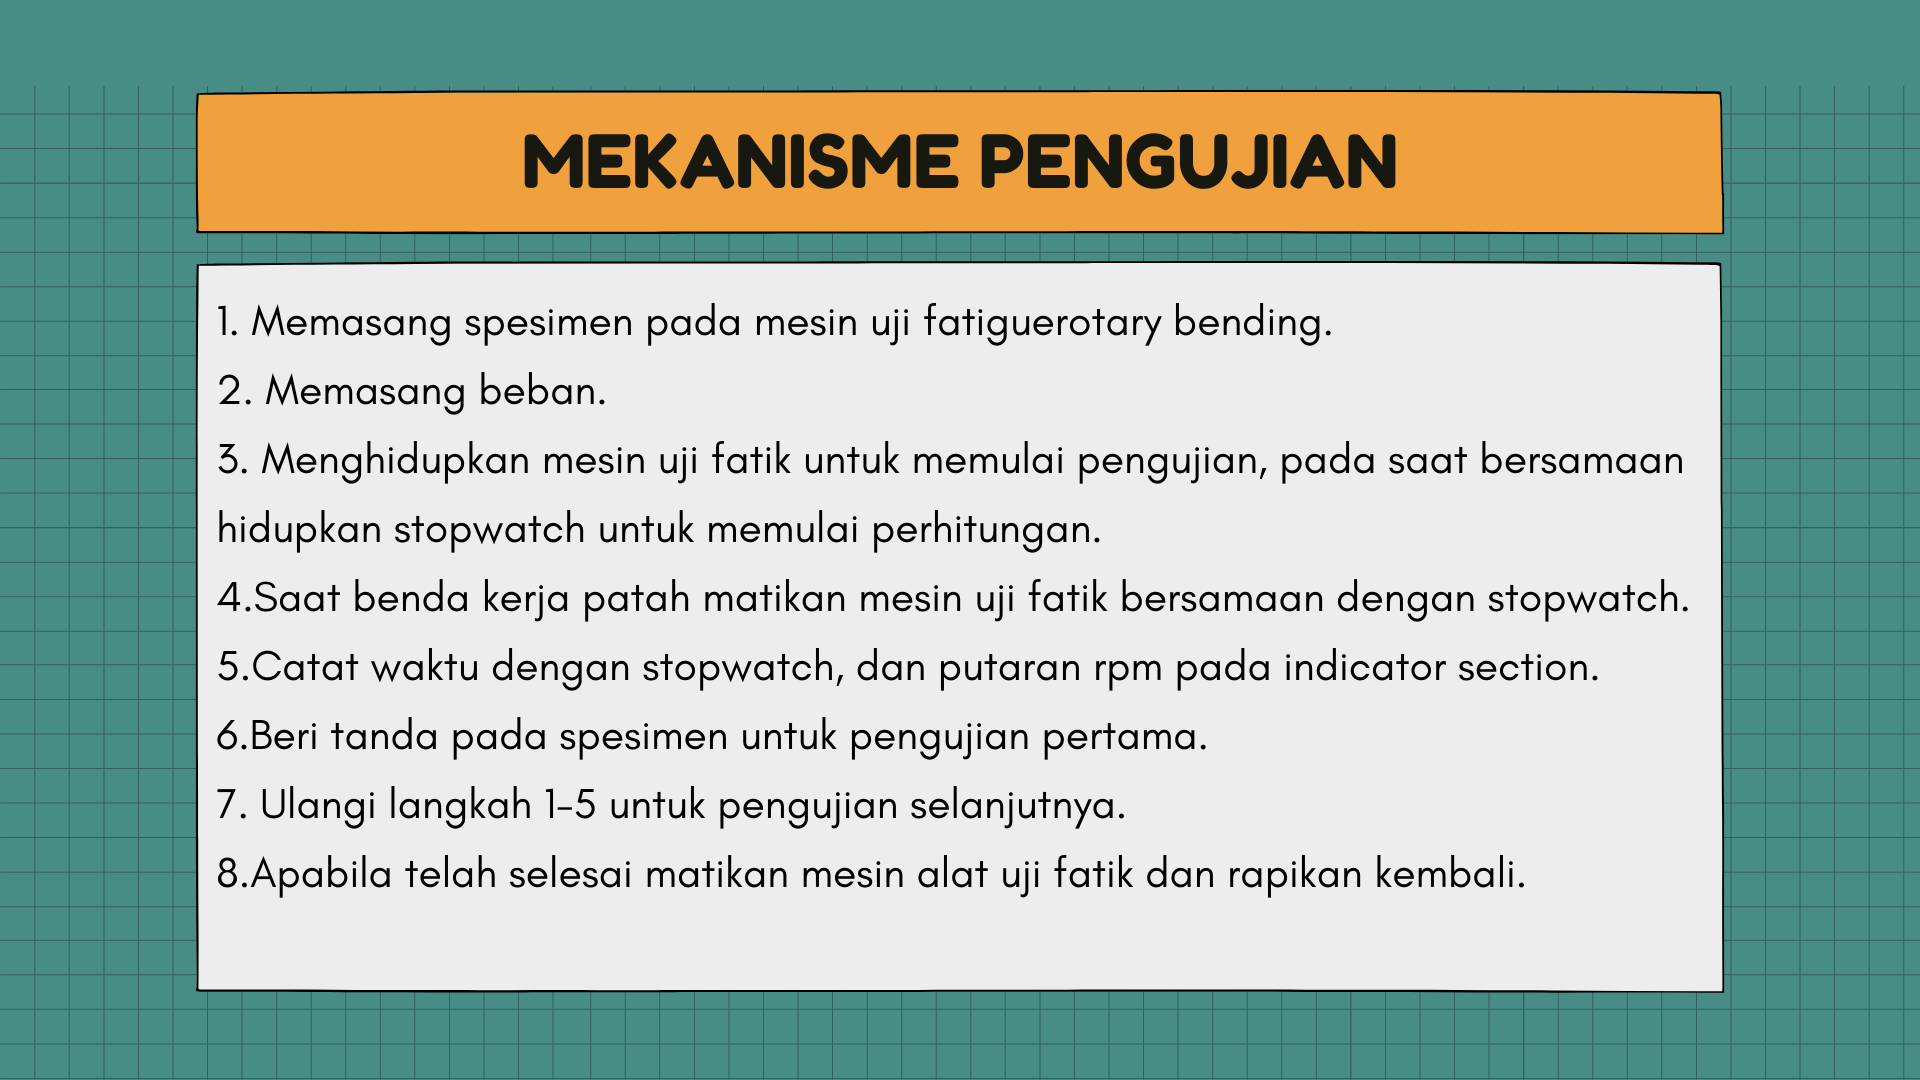 MEKANISME PENGUJIAN
1. Memasang spesimen pada mesin uji fatiguerotary bending.
2. Memasang beban.
3. Menghidupkan mesin uji fatik untuk memulai pengujian, pada saat bersamaan
hidupkan stopwatch untuk memulai perhitungan.
4.Saat benda kerja patah matikan mesin uji fatik bersamaan dengan stopwatch.
5.Catat waktu dengan stopwatch, dan putaran rpm pada indicator section.
6.Beri tanda pada spesimen untuk pengujian pertama.
7. Ulangi langkah 1-5 untuk pengujian selanjutnya.
8.Apabila telah selesai matikan mesin alat uji fatik dan rapikan kembali.